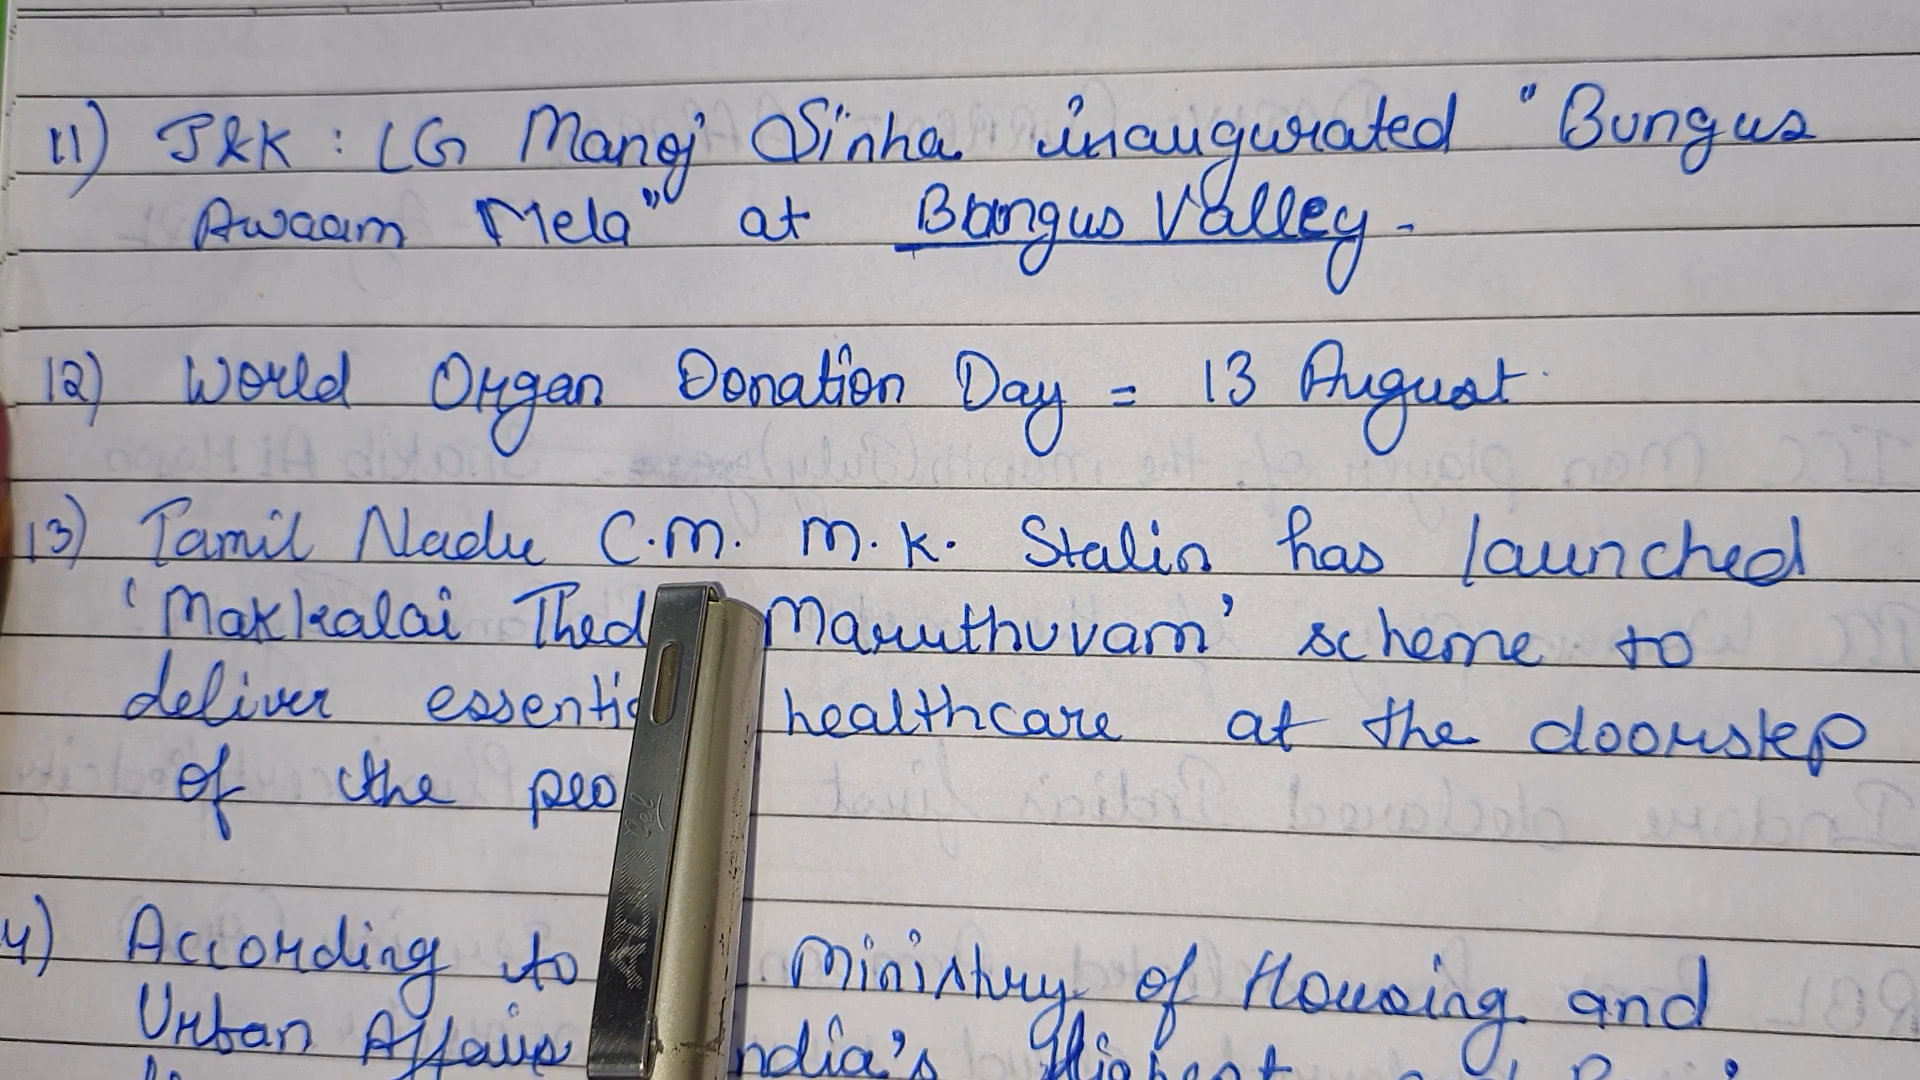 11) J&K : LG Manoj Sinha inaugurated "Bungus
Awaam Mela" at Bangus Valley.
12) World Organ Donation Day = 13 August.
13) Tamil Nadu C.M. M.K. Stalin has launched
'Makkalai Thed Maruthuvam' scheme to
deliver essentia healthcare at the doorstep
of the peo
4) According to Ministry of Housing and
Urban Affairs ndia's